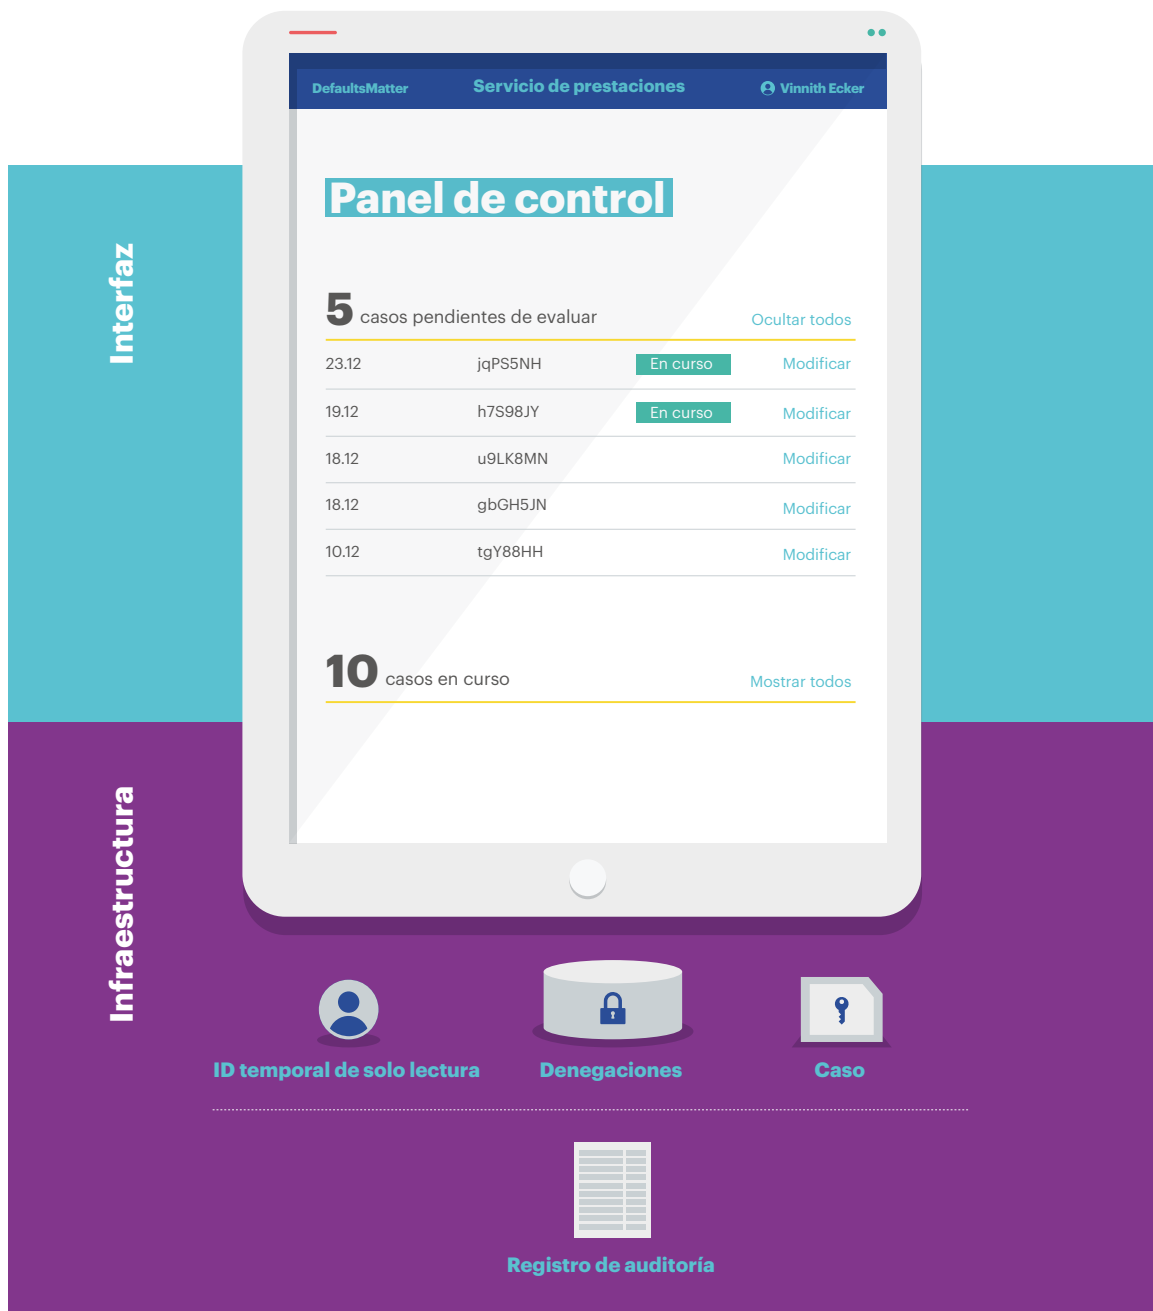 DefaultsMatter Servicio de prestaciones Vinnith Ecker
Panel de control
Interfaz
5 casos pendientes de evaluar Ocultar todos
23.12 jqPS5NH En curso Modificar
19.12 h7S98JY En curso Modificar
18.12 u9LK8MN Modificar
18.12 gbGH5JN Modificar
10.12 tgY88HH Modificar
10 casos en curso Mostrar todos
Infraestructura
ID temporal de solo lectura Denegaciones Caso
Registro de auditoría